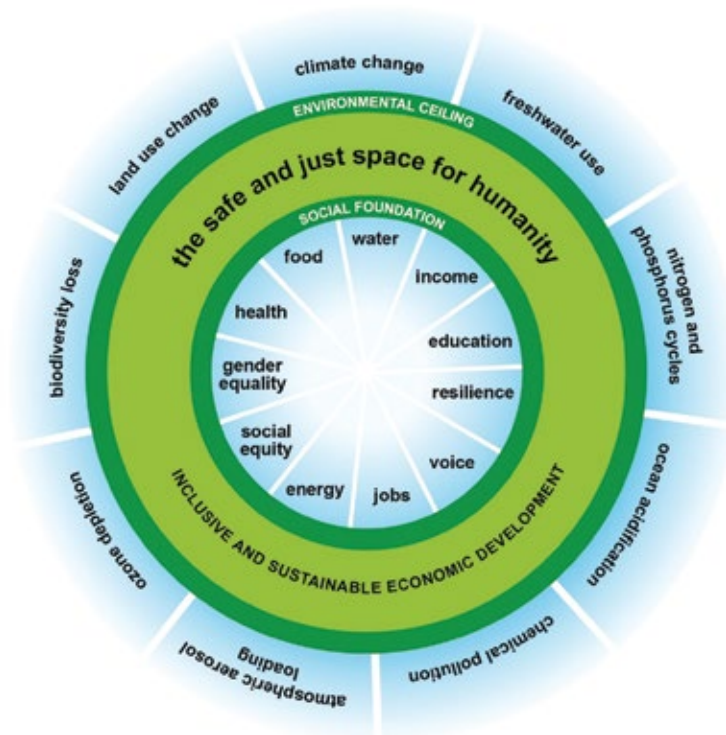 climate change
freshwater use
nitrogen and
phosphorus cycles
ocean acidification
chemical pollution
atmospheric aerosol
loading
ozone depletion
biodiversity loss
land use change
ENVIRONMENTAL CEILING
the safe and just space for humanity
SOCIAL FOUNDATION
water
income
education
resilience
voice
jobs
energy
social
equity
gender
equality
health
food
INCLUSIVE AND SUSTAINABLE ECONOMIC DEVELOPMENT